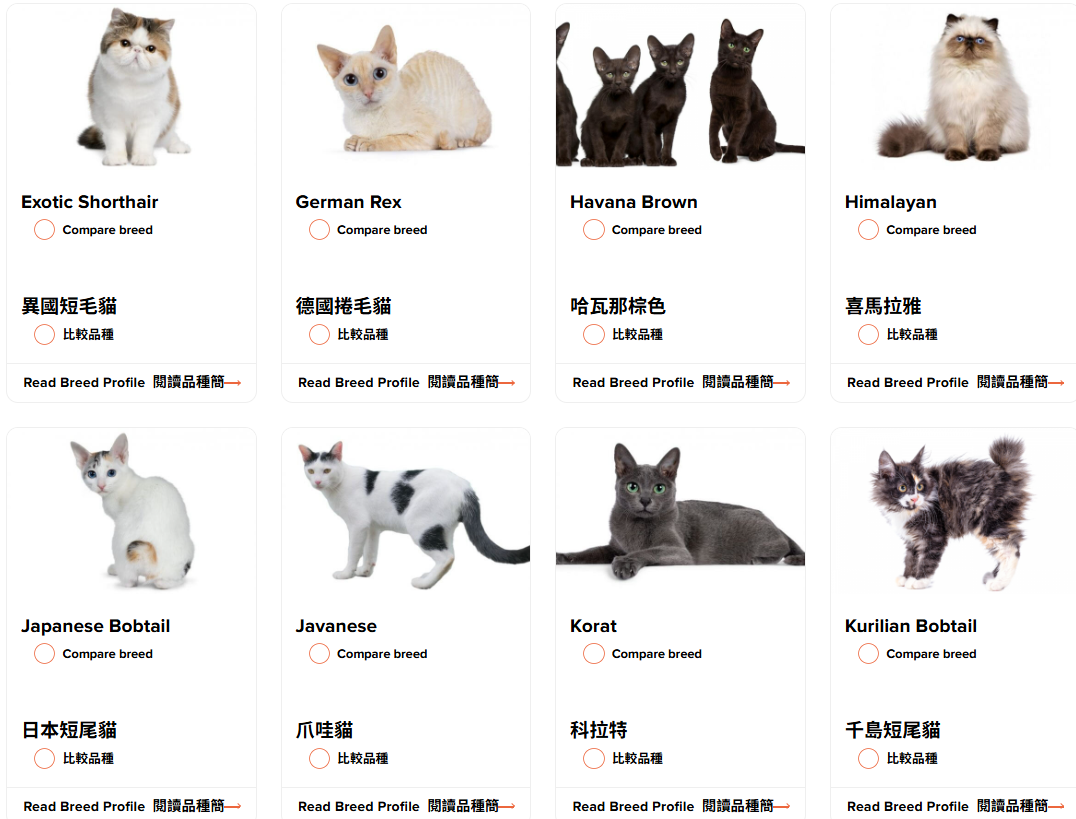 Exotic Shorthair
Compare breed
異國短毛貓
比較品種
Read Breed Profile 閱讀品種簡
German Rex
Compare breed
德國捲毛貓
比較品種
Read Breed Profile 閱讀品種簡
Havana Brown
Compare breed
哈瓦那棕色
比較品種
Read Breed Profile 閱讀品種簡
Himalayan
Compare breed
喜馬拉雅
比較品種
Read Breed Profile 閱讀品種簡
Japanese Bobtail
Compare breed
日本短尾貓
比較品種
Read Breed Profile 閱讀品種簡
Javanese
Compare breed
爪哇貓
比較品種
Read Breed Profile 閱讀品種簡
Korat
Compare breed
科拉特
比較品種
Read Breed Profile 閱讀品種簡
Kurilian Bobtail
Compare breed
千島短尾貓
比較品種
Read Breed Profile 閱讀品種簡